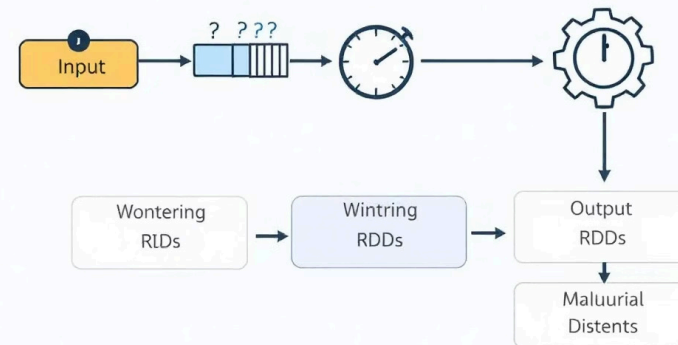 ? ? ? ?
Input
Wontering
RIDs
Wintring
RDDs
Output
RDDs
Maluurial
Distents